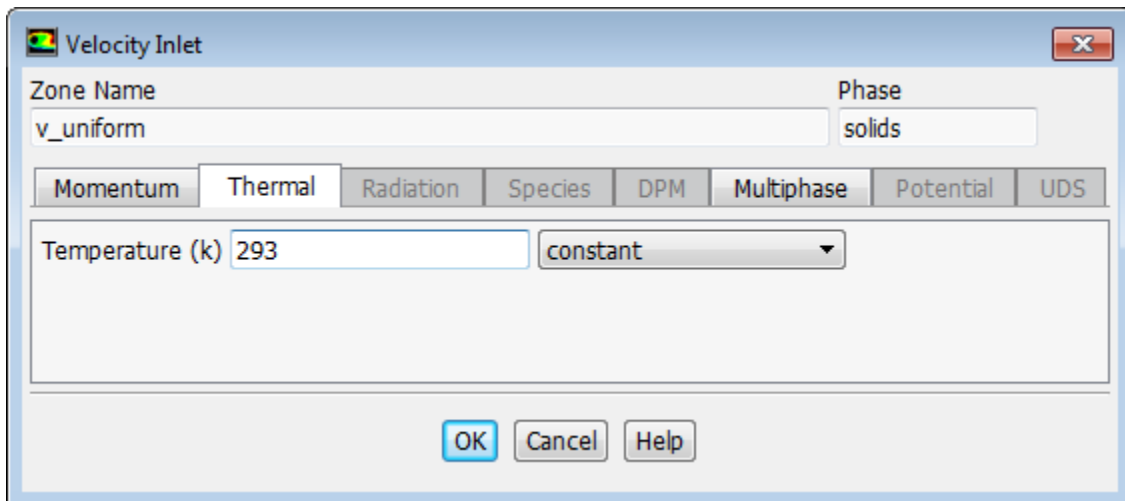 Velocity Inlet
Zone Name Phase
v_uniform solids
Momentum Thermal Radiation Species DPM Multiphase Potential UDS
Temperature (k) 293 constant
OK Cancel Help